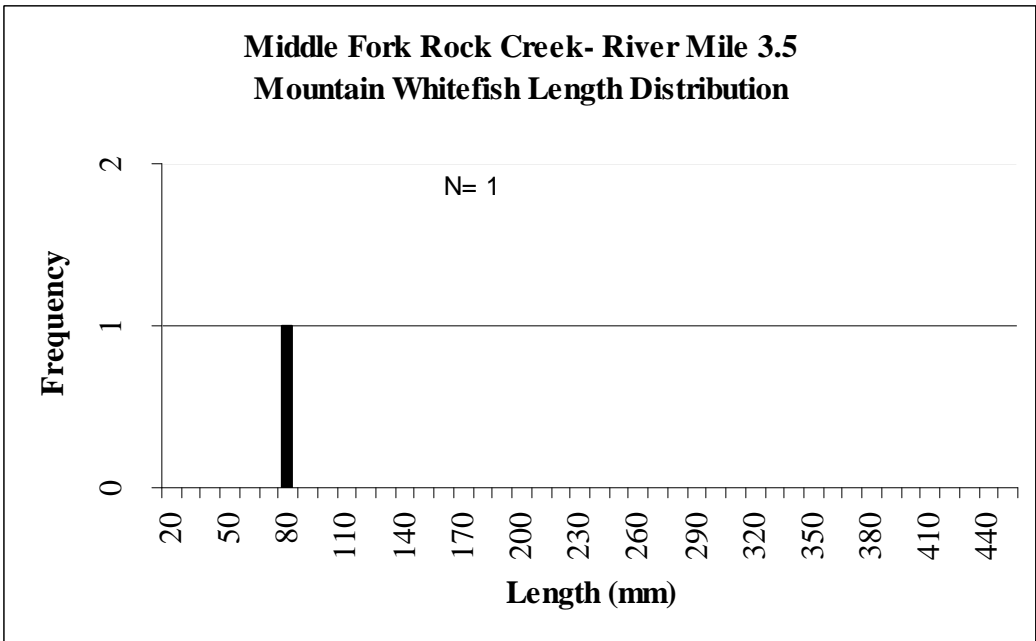 Middle Fork Rock Creek- River Mile 3.5
Mountain Whitefish Length Distribution
N= 1
Frequency
2
1
0
20 50 80 110 140 170 200 230 260 290 320 350 380 410 440
Length (mm)